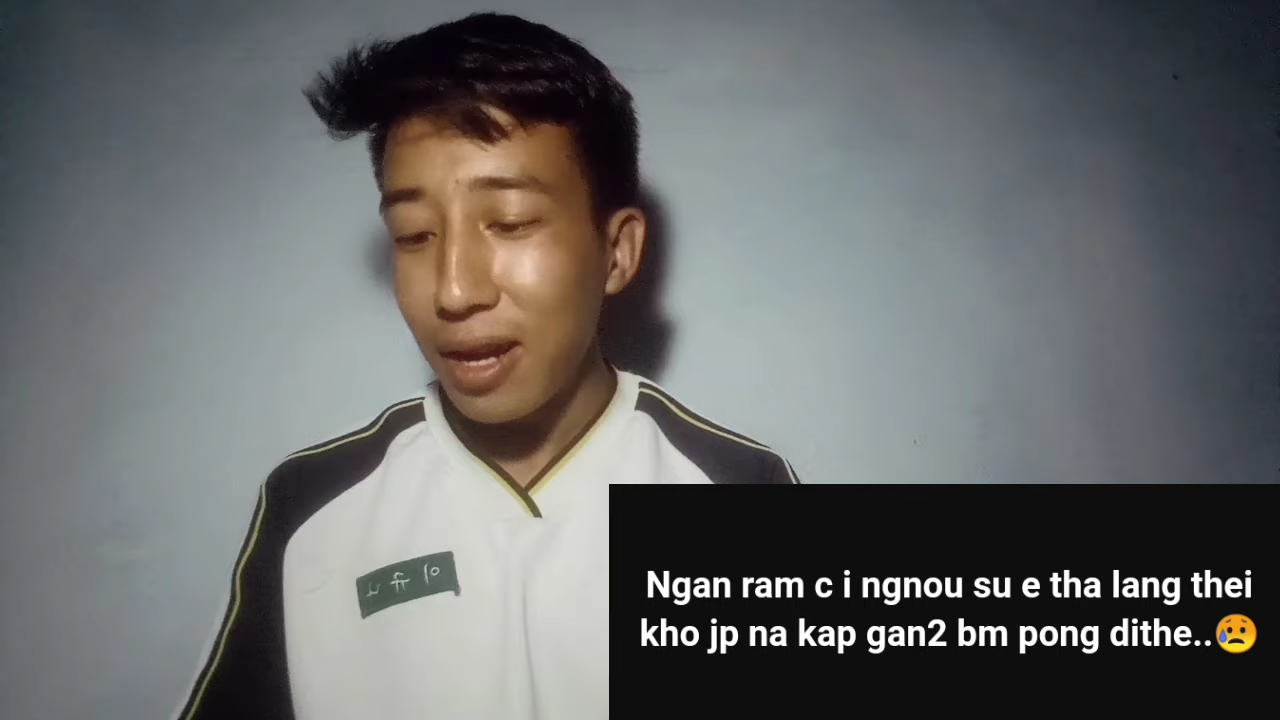 Ngan ram c i ngnou su e tha lang thei
kho jp na kap gan2 bm pong dithe..😥